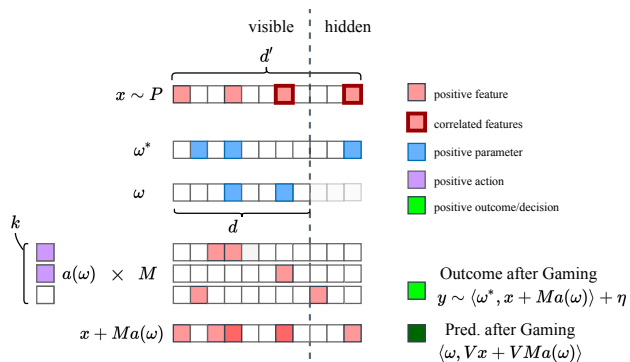 visible hidden
d′
x ∼ P
positive feature
correlated features
ω*
positive parameter
ω
positive action
positive outcome/decision
d
k
a(ω) × M
Outcome after Gaming
y ∼ ⟨ω*, x + Ma(ω)⟩ + η
x + Ma(ω)
Pred. after Gaming
⟨ω, Vx + VMa(ω)⟩